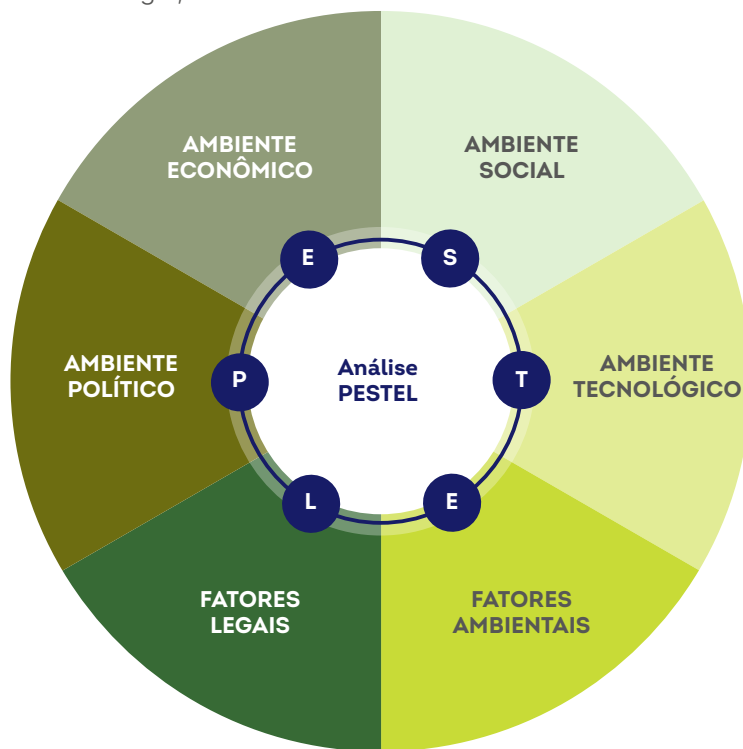 AMBIENTE
ECONÔMICO
AMBIENTE
SOCIAL
E
S
AMBIENTE
POLÍTICO
P
Análise
PESTEL
T
AMBIENTE
TECNOLÓGICO
L
E
FATORES
LEGAIS
FATORES
AMBIENTAIS